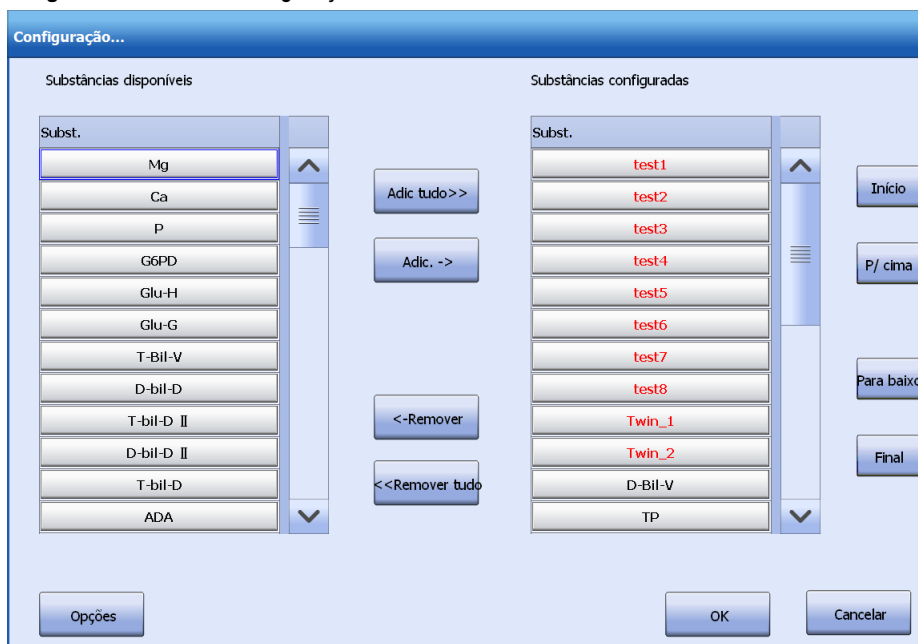 Configuração...
Substâncias disponíveis
Subst.
Mg
Ca
P
G6PD
Glu-H
Glu-G
T-Bil-V
D-bil-D
T-bil-D II
D-bil-D II
T-bil-D
ADA
Adic tudo>>
Adic. ->
<-Remover
<<Remover tudo
Substâncias configuradas
Subst.
test1
test2
test3
test4
test5
test6
test7
test8
Twin_1
Twin_2
D-Bil-V
TP
Início
P/ cima
Para baixo
Final
Opções
OK
Cancelar